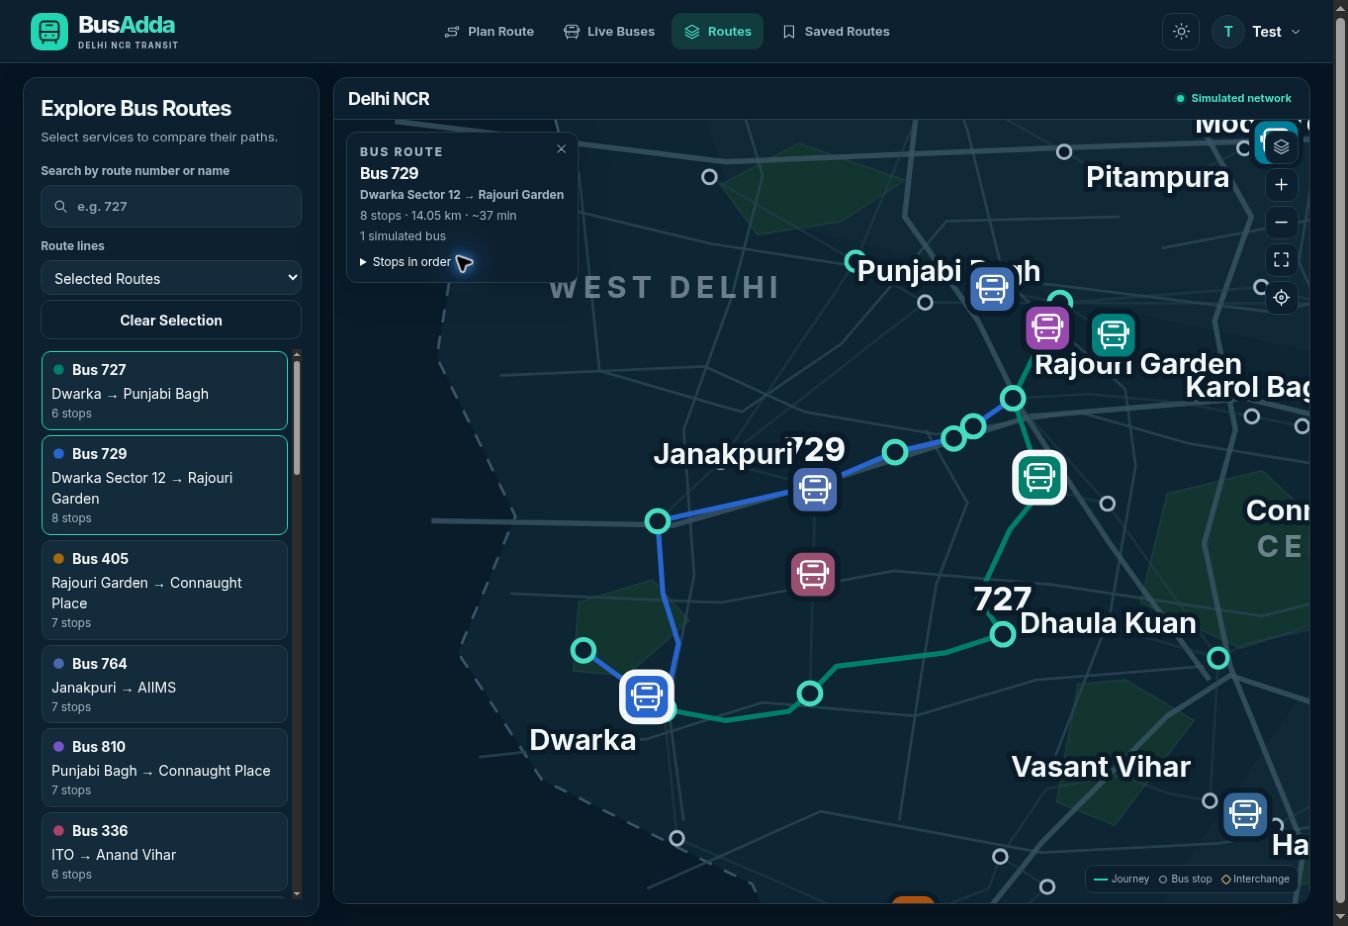 BusAdda
DELHI NCR TRANSIT
Plan Route
Live Buses
Routes
Saved Routes
T
Test
Explore Bus Routes
Select services to compare their paths.
Search by route number or name
e.g. 727
Route lines
Selected Routes
Clear Selection
Bus 727
Dwarka → Punjabi Bagh
6 stops
Bus 729
Dwarka Sector 12 → Rajouri
Garden
8 stops
Bus 405
Rajouri Garden → Connaught
Place
7 stops
Bus 764
Janakpuri → AIIMS
7 stops
Bus 810
Punjabi Bagh → Connaught Place
7 stops
Bus 336
ITO → Anand Vihar
6 stops
Delhi NCR
Simulated network
BUS ROUTE
Bus 729
Dwarka Sector 12 → Rajouri Garden
8 stops · 14.05 km · ~37 min
1 simulated bus
Stops in order
Pitampura
Punjabi
WEST DELHI
Rajouri Garden
Karol Bag
Janakpuri
729
Conn
CE
727
Dhaula Kuan
Dwarka
Vasant Vihar
Ha
Journey
Bus stop
Interchange